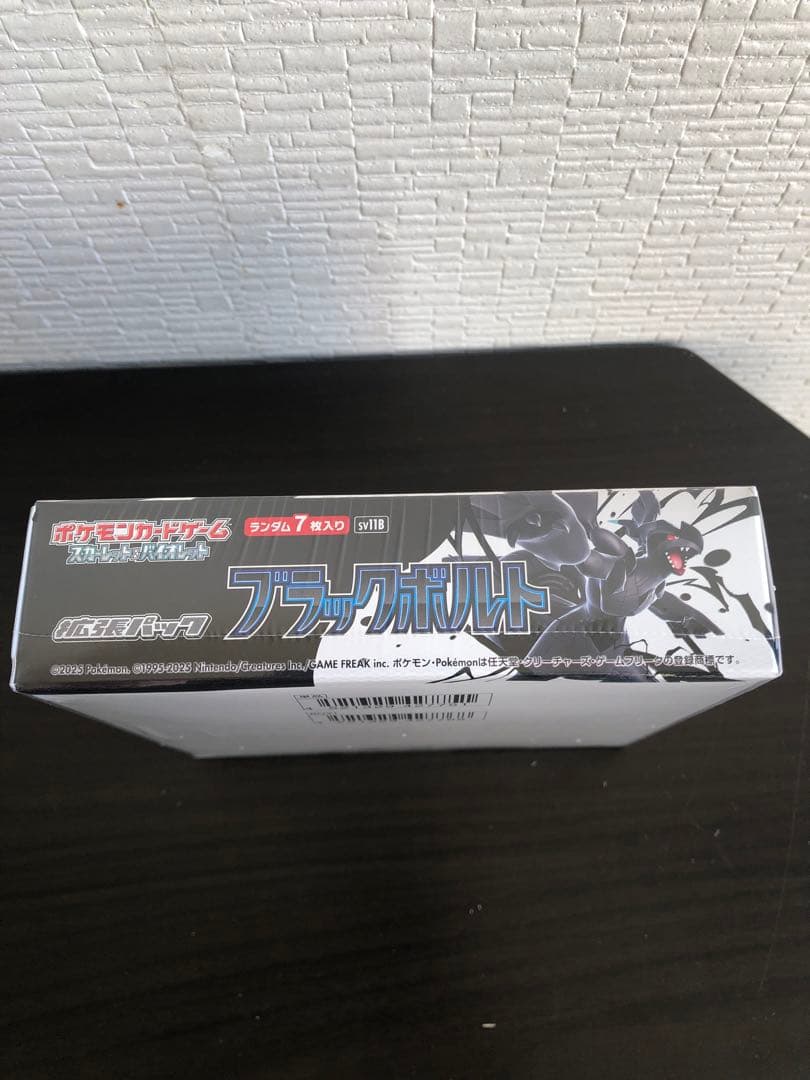 ポケモンカードゲーム
スカーレット&バイオレット
ランダム7枚入り
sv11B
拡張パック
ブラックボルト
©2025 Pokémon. ©1995-2025 Nintendo/Creatures Inc./GAME FREAK inc. ポケモン・Pokémonは任天堂・クリーチャーズ・ゲームフリークの登録商標です。